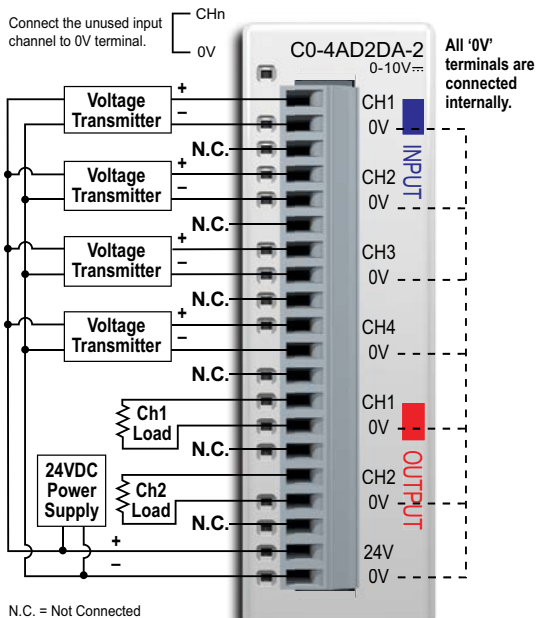 Connect the unused input
channel to 0V terminal.
CHn
0V
C0-4AD2DA-2
0-10V⎓
All ‘0V’
terminals are
connected
internally.
Voltage
Transmitter
+
–
CH1
0V
INPUT
N.C.
Voltage
Transmitter
+
–
CH2
0V
N.C.
Voltage
Transmitter
+
–
CH3
0V
N.C.
Voltage
Transmitter
+
–
CH4
0V
N.C.
Ch1
Load
CH1
0V
OUTPUT
N.C.
24VDC
Power
Supply
Ch2
Load
CH2
0V
N.C.
+
–
24V
0V
N.C. = Not Connected